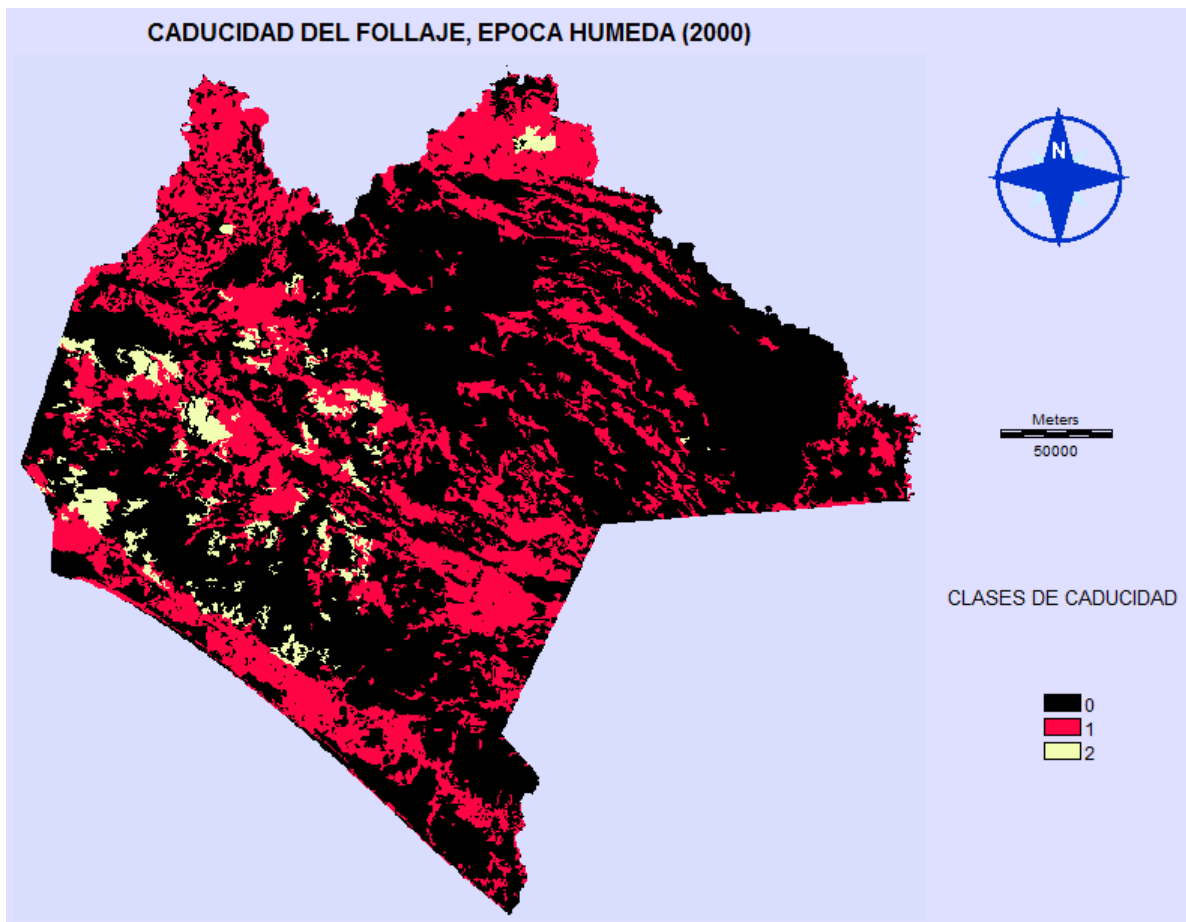 CADUCIDAD DEL FOLLAJE, EPOCA HUMEDA (2000)
N
Meters
50000
CLASES DE CADUCIDAD
0
1
2